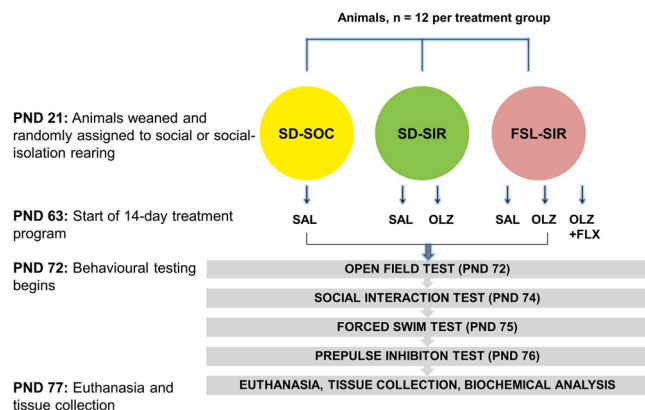 Animals, n = 12 per treatment group
PND 21: Animals weaned and
randomly assigned to social or social-
isolation rearing
SD-SOC
SD-SIR
FSL-SIR
PND 63: Start of 14-day treatment
program
SAL
SAL
OLZ
SAL
OLZ
OLZ
+FLX
PND 72: Behavioural testing
begins
OPEN FIELD TEST (PND 72)
SOCIAL INTERACTION TEST (PND 74)
FORCED SWIM TEST (PND 75)
PREPULSE INHIBITON TEST (PND 76)
PND 77: Euthanasia and
tissue collection
EUTHANASIA, TISSUE COLLECTION, BIOCHEMICAL ANALYSIS